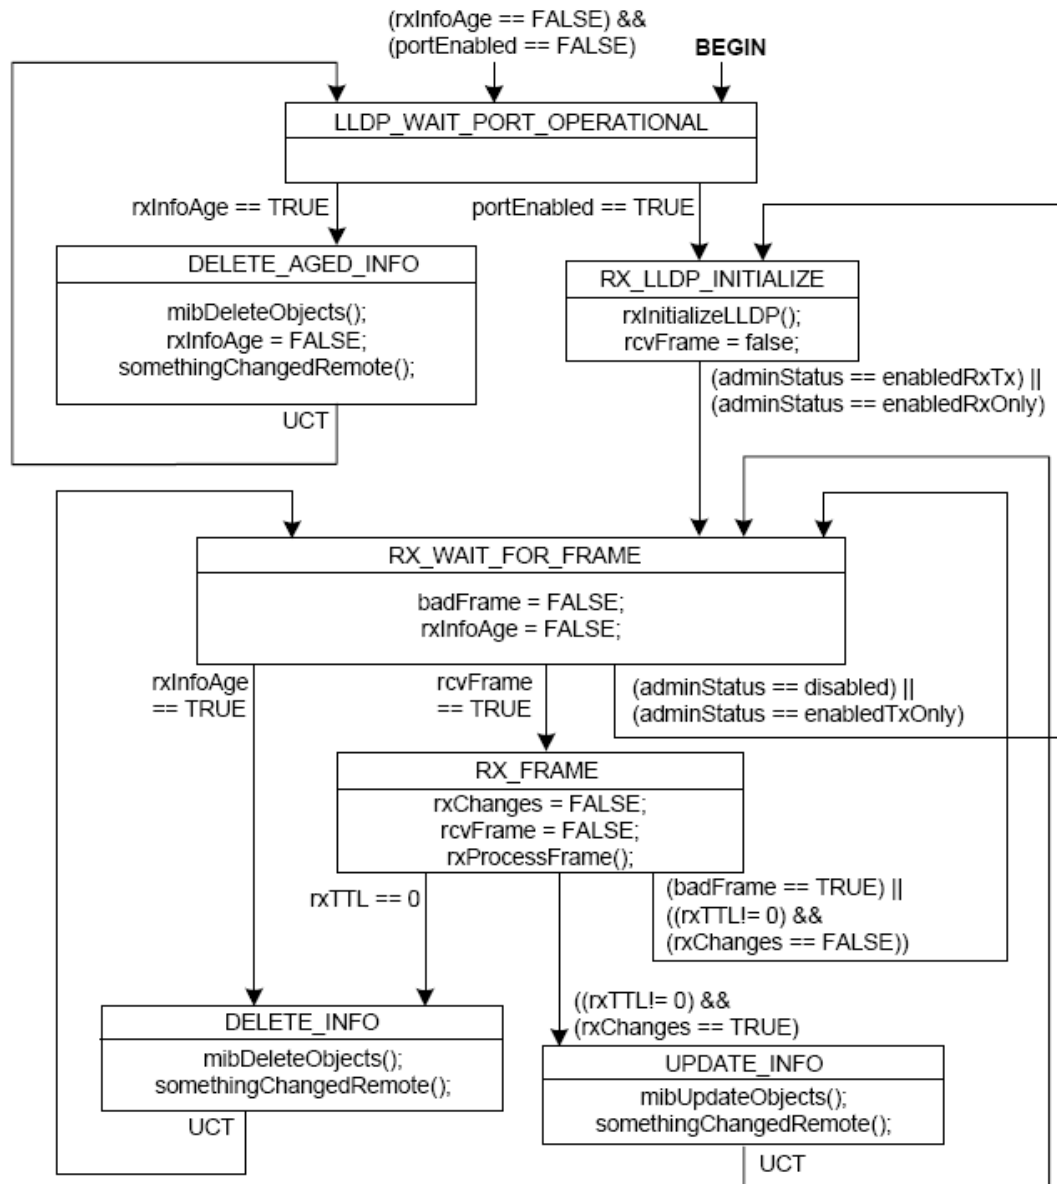 (rxInfoAge == FALSE) &&
(portEnabled == FALSE)
BEGIN
LLDP_WAIT_PORT_OPERATIONAL
rxInfoAge == TRUE
portEnabled == TRUE
DELETE_AGED_INFO
mibDeleteObjects();
rxInfoAge = FALSE;
somethingChangedRemote();
UCT
RX_LLDP_INITIALIZE
rxInitializeLLDP();
rcvFrame = false;
(adminStatus == enabledRxTx) ||
(adminStatus == enabledRxOnly)
RX_WAIT_FOR_FRAME
badFrame = FALSE;
rxInfoAge = FALSE;
rxInfoAge
== TRUE
rcvFrame
== TRUE
(adminStatus == disabled) ||
(adminStatus == enabledTxOnly)
RX_FRAME
rxChanges = FALSE;
rcvFrame = FALSE;
rxProcessFrame();
rxTTL == 0
(badFrame == TRUE) ||
((rxTTL!= 0) &&
(rxChanges == FALSE))
((rxTTL!= 0) &&
(rxChanges == TRUE)
DELETE_INFO
mibDeleteObjects();
somethingChangedRemote();
UCT
UPDATE_INFO
mibUpdateObjects();
somethingChangedRemote();
UCT